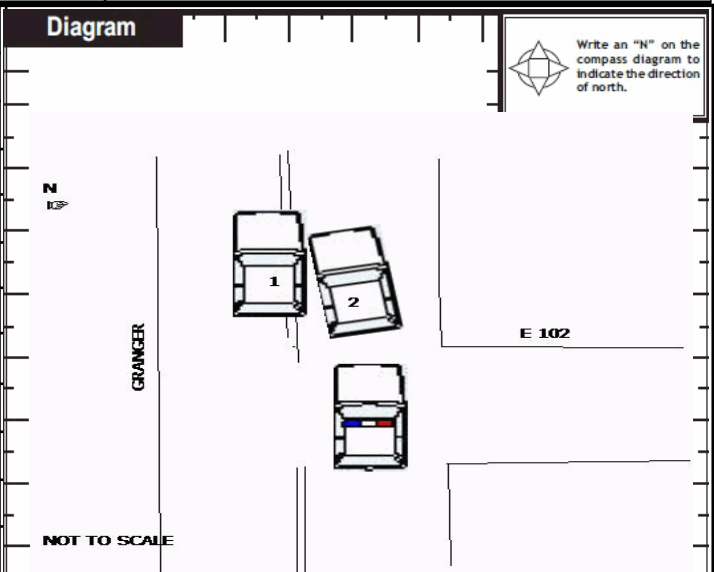 Diagram
Write an “N” on the
compass diagram to
indicate the direction
of north.
N
1
2
GRANGER
E 102
NOT TO SCALE